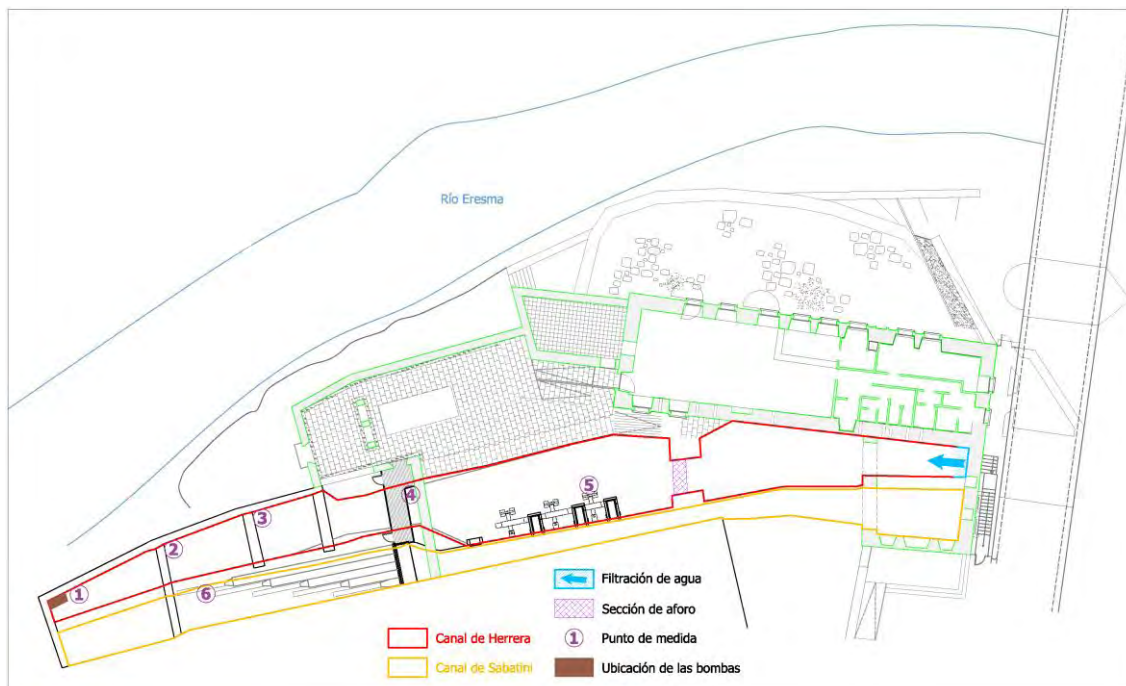 Río Eresma
4
5
3
2
1
6
Filtración de agua
Sección de aforo
Canal de Herrera
1
Punto de medida
Canal de Sabatini
Ubicación de las bombas